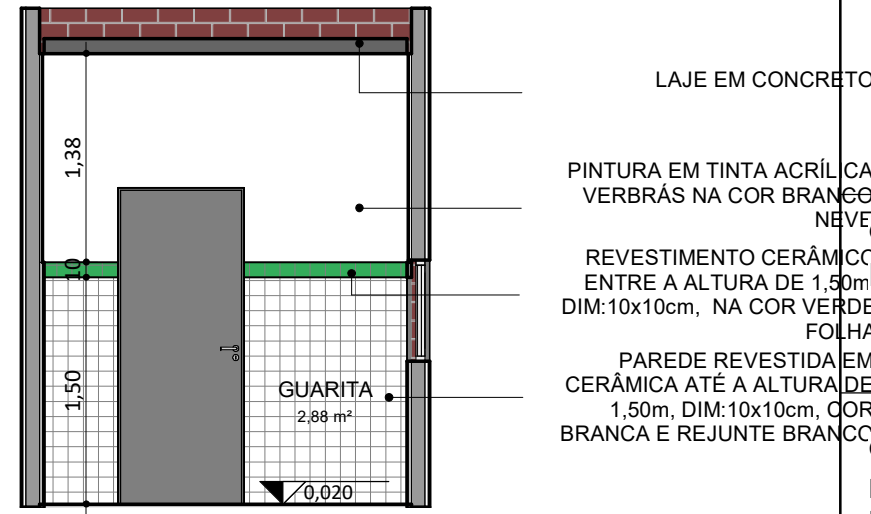 LAJE EM CONCRETO
1,38
PINTURA EM TINTA ACRÍLICA
VERBRÁS NA COR BRANCO
NEVE
10
REVESTIMENTO CERÂMICO
ENTRE A ALTURA DE 1,50m
DIM:10x10cm, NA COR VERDE
FOLHA
PAREDE REVESTIDA EM
CERÂMICA ATÉ A ALTURA DE
1,50m, DIM:10x10cm, COR
BRANCA E REJUNTE BRANCO
1,50
GUARITA
2,88 m²
0,020